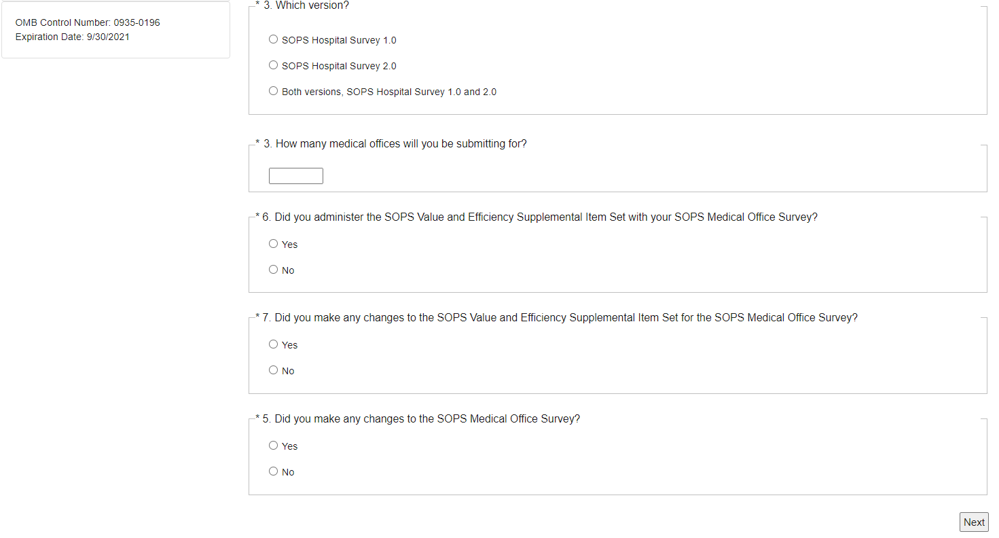 OMB Control Number: 0935-0196
Expiration Date: 9/30/2021
* 3. Which version?
SOPS Hospital Survey 1.0
SOPS Hospital Survey 2.0
Both versions, SOPS Hospital Survey 1.0 and 2.0
* 3. How many medical offices will you be submitting for?
* 6. Did you administer the SOPS Value and Efficiency Supplemental Item Set with your SOPS Medical Office Survey?
Yes
No
* 7. Did you make any changes to the SOPS Value and Efficiency Supplemental Item Set for the SOPS Medical Office Survey?
Yes
No
* 5. Did you make any changes to the SOPS Medical Office Survey?
Yes
No
Next